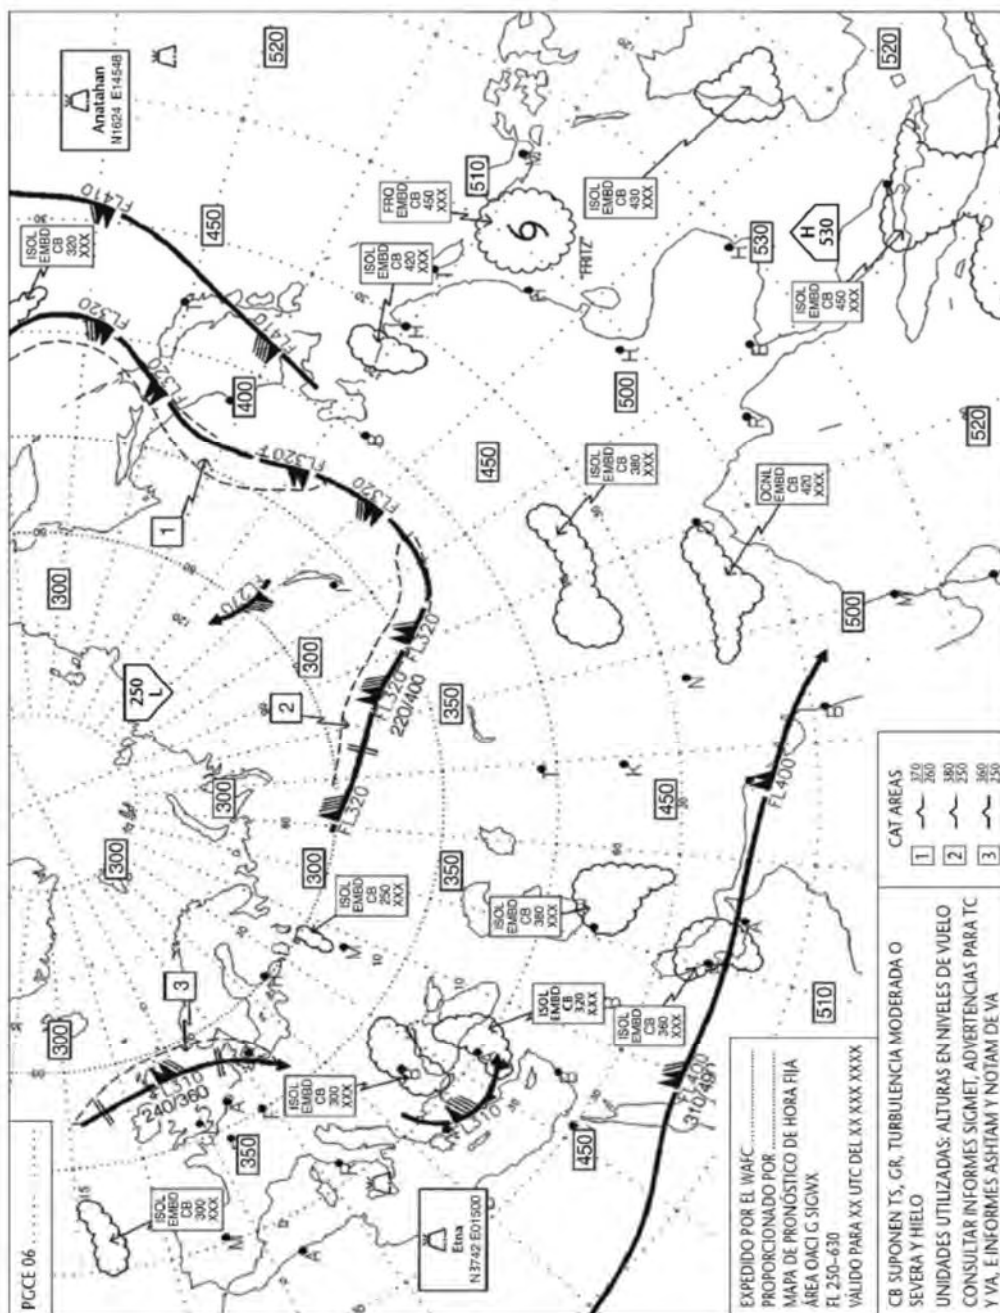 PGCE 06
Anatahan
N1624 E14548
ISOL
EMBD
CB
320
XXX
FL410
520
520
450
FL320
FL320
FRQ
EMBD
CB
450
XXX
510
ISOL
EMBD
CB
430
XXX
ISOL
EMBD
CB
420
XXX
"FRITZ"
530
H
530
ISOL
EMBD
CB
450
XXX
FL410
400
500
450
520
FL320
FL320
1
300
270
ISOL
EMBD
CB
380
XXX
OCNL
EMBD
CB
420
XXX
500
250
L
300
2
FL320
FL320
220/400
350
FL320
300
300
300
450
FL400
350
ISOL
EMBD
CB
250
XXX
ISOL
EMBD
CB
380
XXX
3
300
FL310
240/360
ISOL
EMBD
CB
300
XXX
ISOL
EMBD
CB
320
XXX
ISOL
EMBD
CB
360
XXX
510
350
FL310
450
FL400
310/491
ISOL
EMBD
CB
300
XXX
Etna
N3742 E01500
EXPEDIDO POR EL WAFC
PROPORCIONADO POR
MAPA DE PRONÓSTICO DE HORA FIJA
ÁREA OACI G SIGWX
FL 250–630
VÁLIDO PARA XX UTC DEL XX XXX XXXX
CB SUPONEN TS, GR, TURBULENCIA MODERADA O
SEVERA Y HIELO
UNIDADES UTILIZADAS: ALTURAS EN NIVELES DE VUELO
CONSULTAR INFORMES SIGMET, ADVERTENCIAS PARA TC
Y VA, E INFORMES ASHTAM Y NOTAM DE VA
CAT AREAS
1 370
260
2 380
250
3 360
250